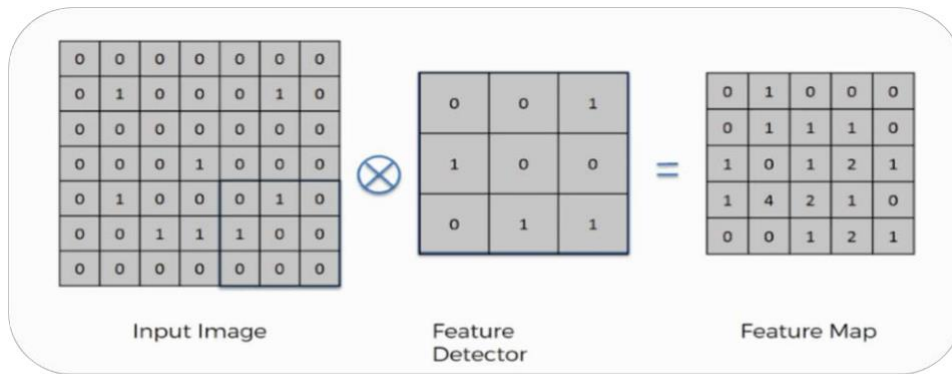 0 0 0 0 0 0 0
0 1 0 0 0 1 0
0 0 0 0 0 0 0
0 0 0 1 0 0 0
0 1 0 0 0 1 0
0 0 1 1 1 0 0
0 0 0 0 0 0 0
0 0 1
1 0 0
0 1 1
=
0 1 0 0 0
0 1 1 1 0
1 0 1 2 1
1 4 2 1 0
0 0 1 2 1
Input Image
Feature
Detector
Feature Map